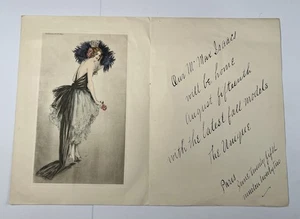 Our Mr Max Isaacs
will be home
august fifteenth
with the latest fall models
The Unique
Paris